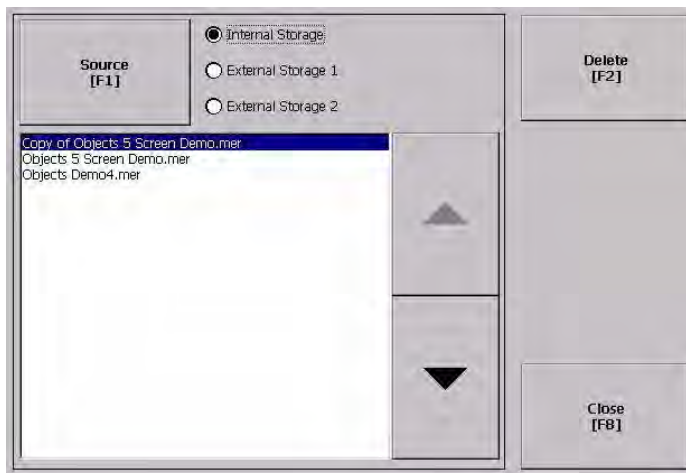 Source
[F1]
Internal Storage
External Storage 1
External Storage 2
Delete
[F2]
Copy of Objects 5 Screen Demo.mer
Objects 5 Screen Demo.mer
Objects Demo4.mer
Close
[F8]